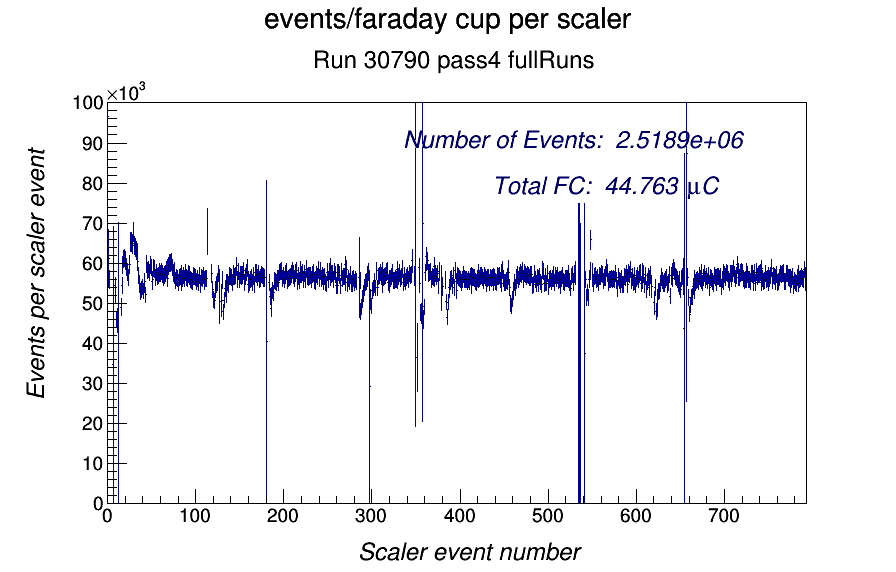 events/faraday cup per scaler
Run 30790 pass4 fullRuns
×10³
100
90
80
70
60
50
40
30
20
10
0
Events per scaler event
Number of Events: 2.5189e+06
Total FC: 44.763 μC
0 100 200 300 400 500 600 700
Scaler event number